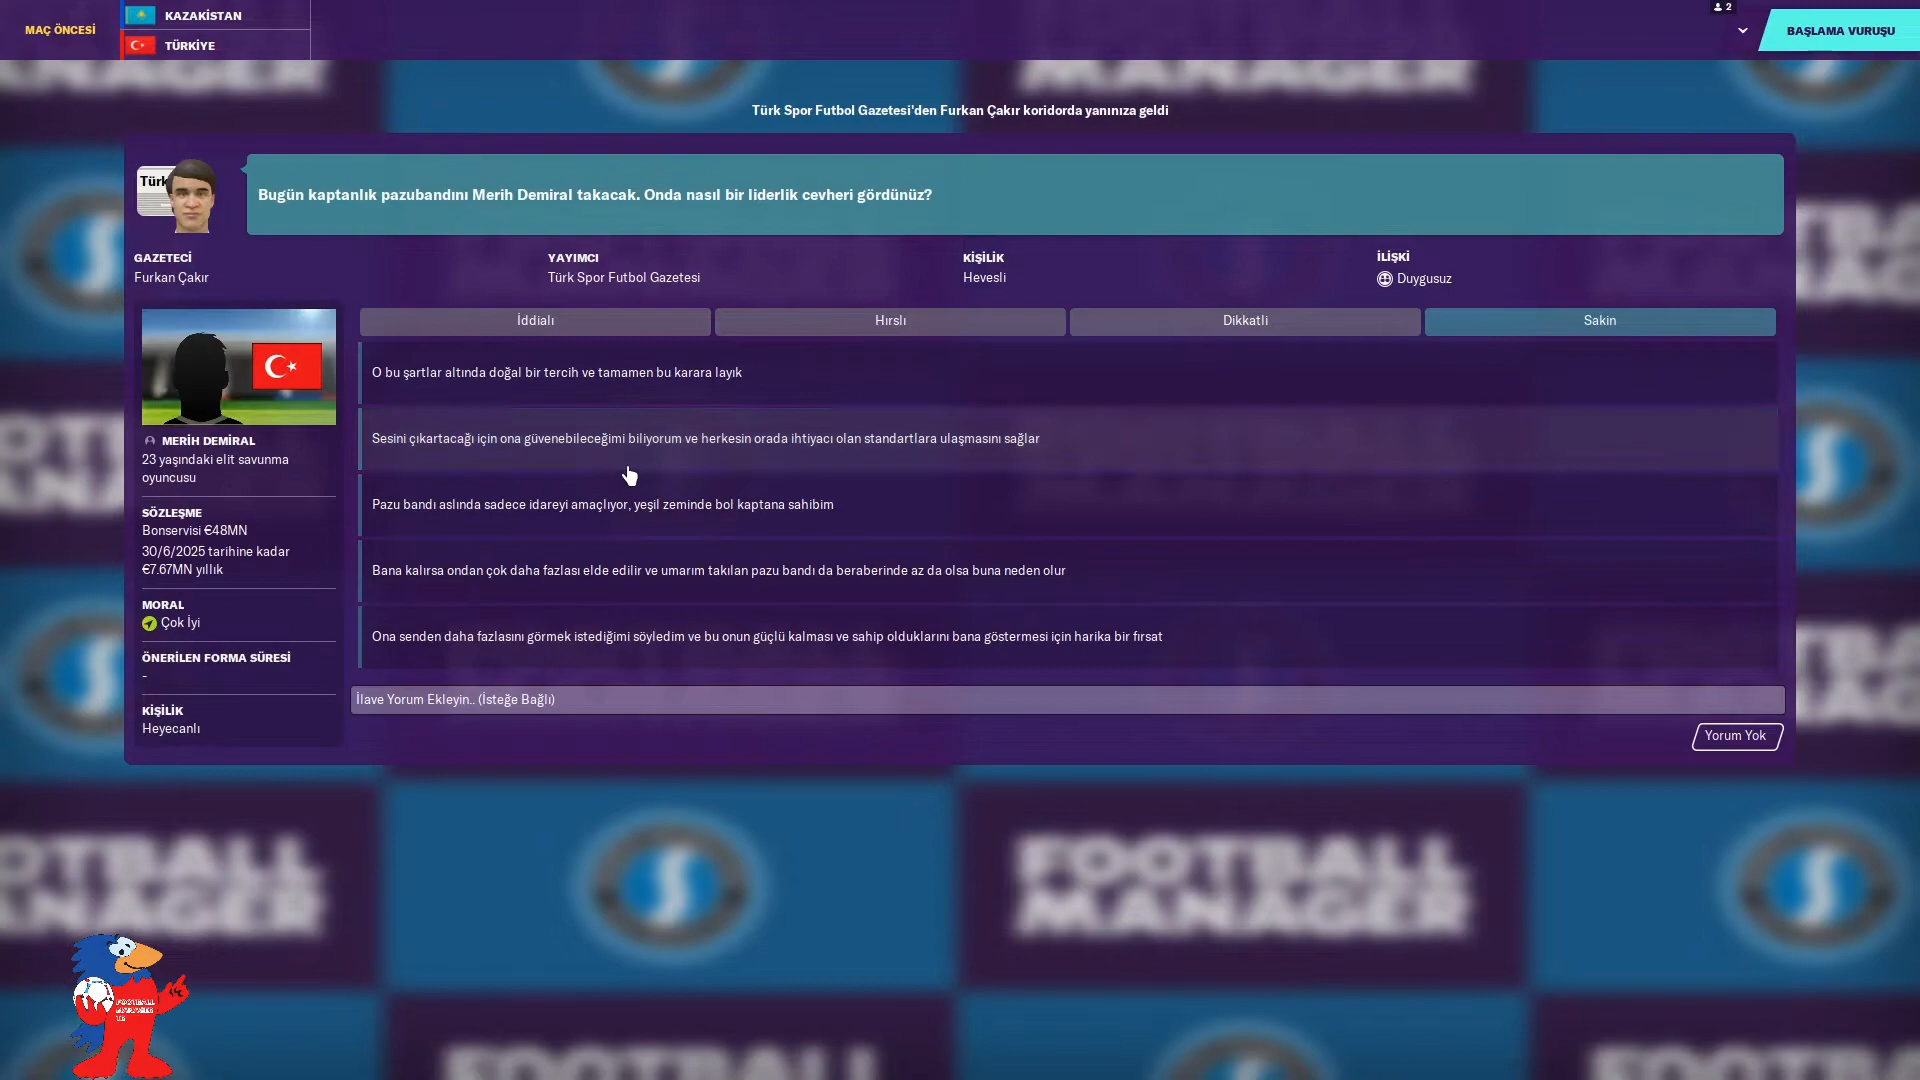 MAÇ ÖNCESİ
KAZAKİSTAN
TÜRKİYE
2
BAŞLAMA VURUŞU
Türk Spor Futbol Gazetesi'den Furkan Çakır koridorda yanınıza geldi
Türk
Bugün kaptanlık pazubandını Merih Demiral takacak. Onda nasıl bir liderlik cevheri gördünüz?
GAZETECİ
Furkan Çakır
YAYIMCI
Türk Spor Futbol Gazetesi
KİŞİLİK
Hevesli
İLİŞKİ
Duygusuz
İddialı
Hırslı
Dikkatli
Sakin
MERİH DEMİRAL
23 yaşındaki elit savunma
oyuncusu
SÖZLEŞME
Bonservisi €48MN
30/6/2025 tarihine kadar
€7.67MN yıllık
MORAL
Çok İyi
ÖNERİLEN FORMA SÜRESİ
-
KİŞİLİK
Heyecanlı
O bu şartlar altında doğal bir tercih ve tamamen bu karara layık
Sesini çıkartacağı için ona güvenebileceğimi biliyorum ve herkesin orada ihtiyacı olan standartlara ulaşmasını sağlar
Pazu bandı aslında sadece idareyi amaçlıyor, yeşil zeminde bol kaptana sahibim
Bana kalırsa ondan çok daha fazlası elde edilir ve umarım takılan pazu bandı da beraberinde az da olsa buna neden olur
Ona senden daha fazlasını görmek istediğimi söyledim ve bu onun güçlü kalması ve sahip olduklarını bana göstermesi için harika bir fırsat
İlave Yorum Ekleyin.. (İsteğe Bağlı)
Yorum Yok
FOOTBALL
MANAGER
FOOTBALL